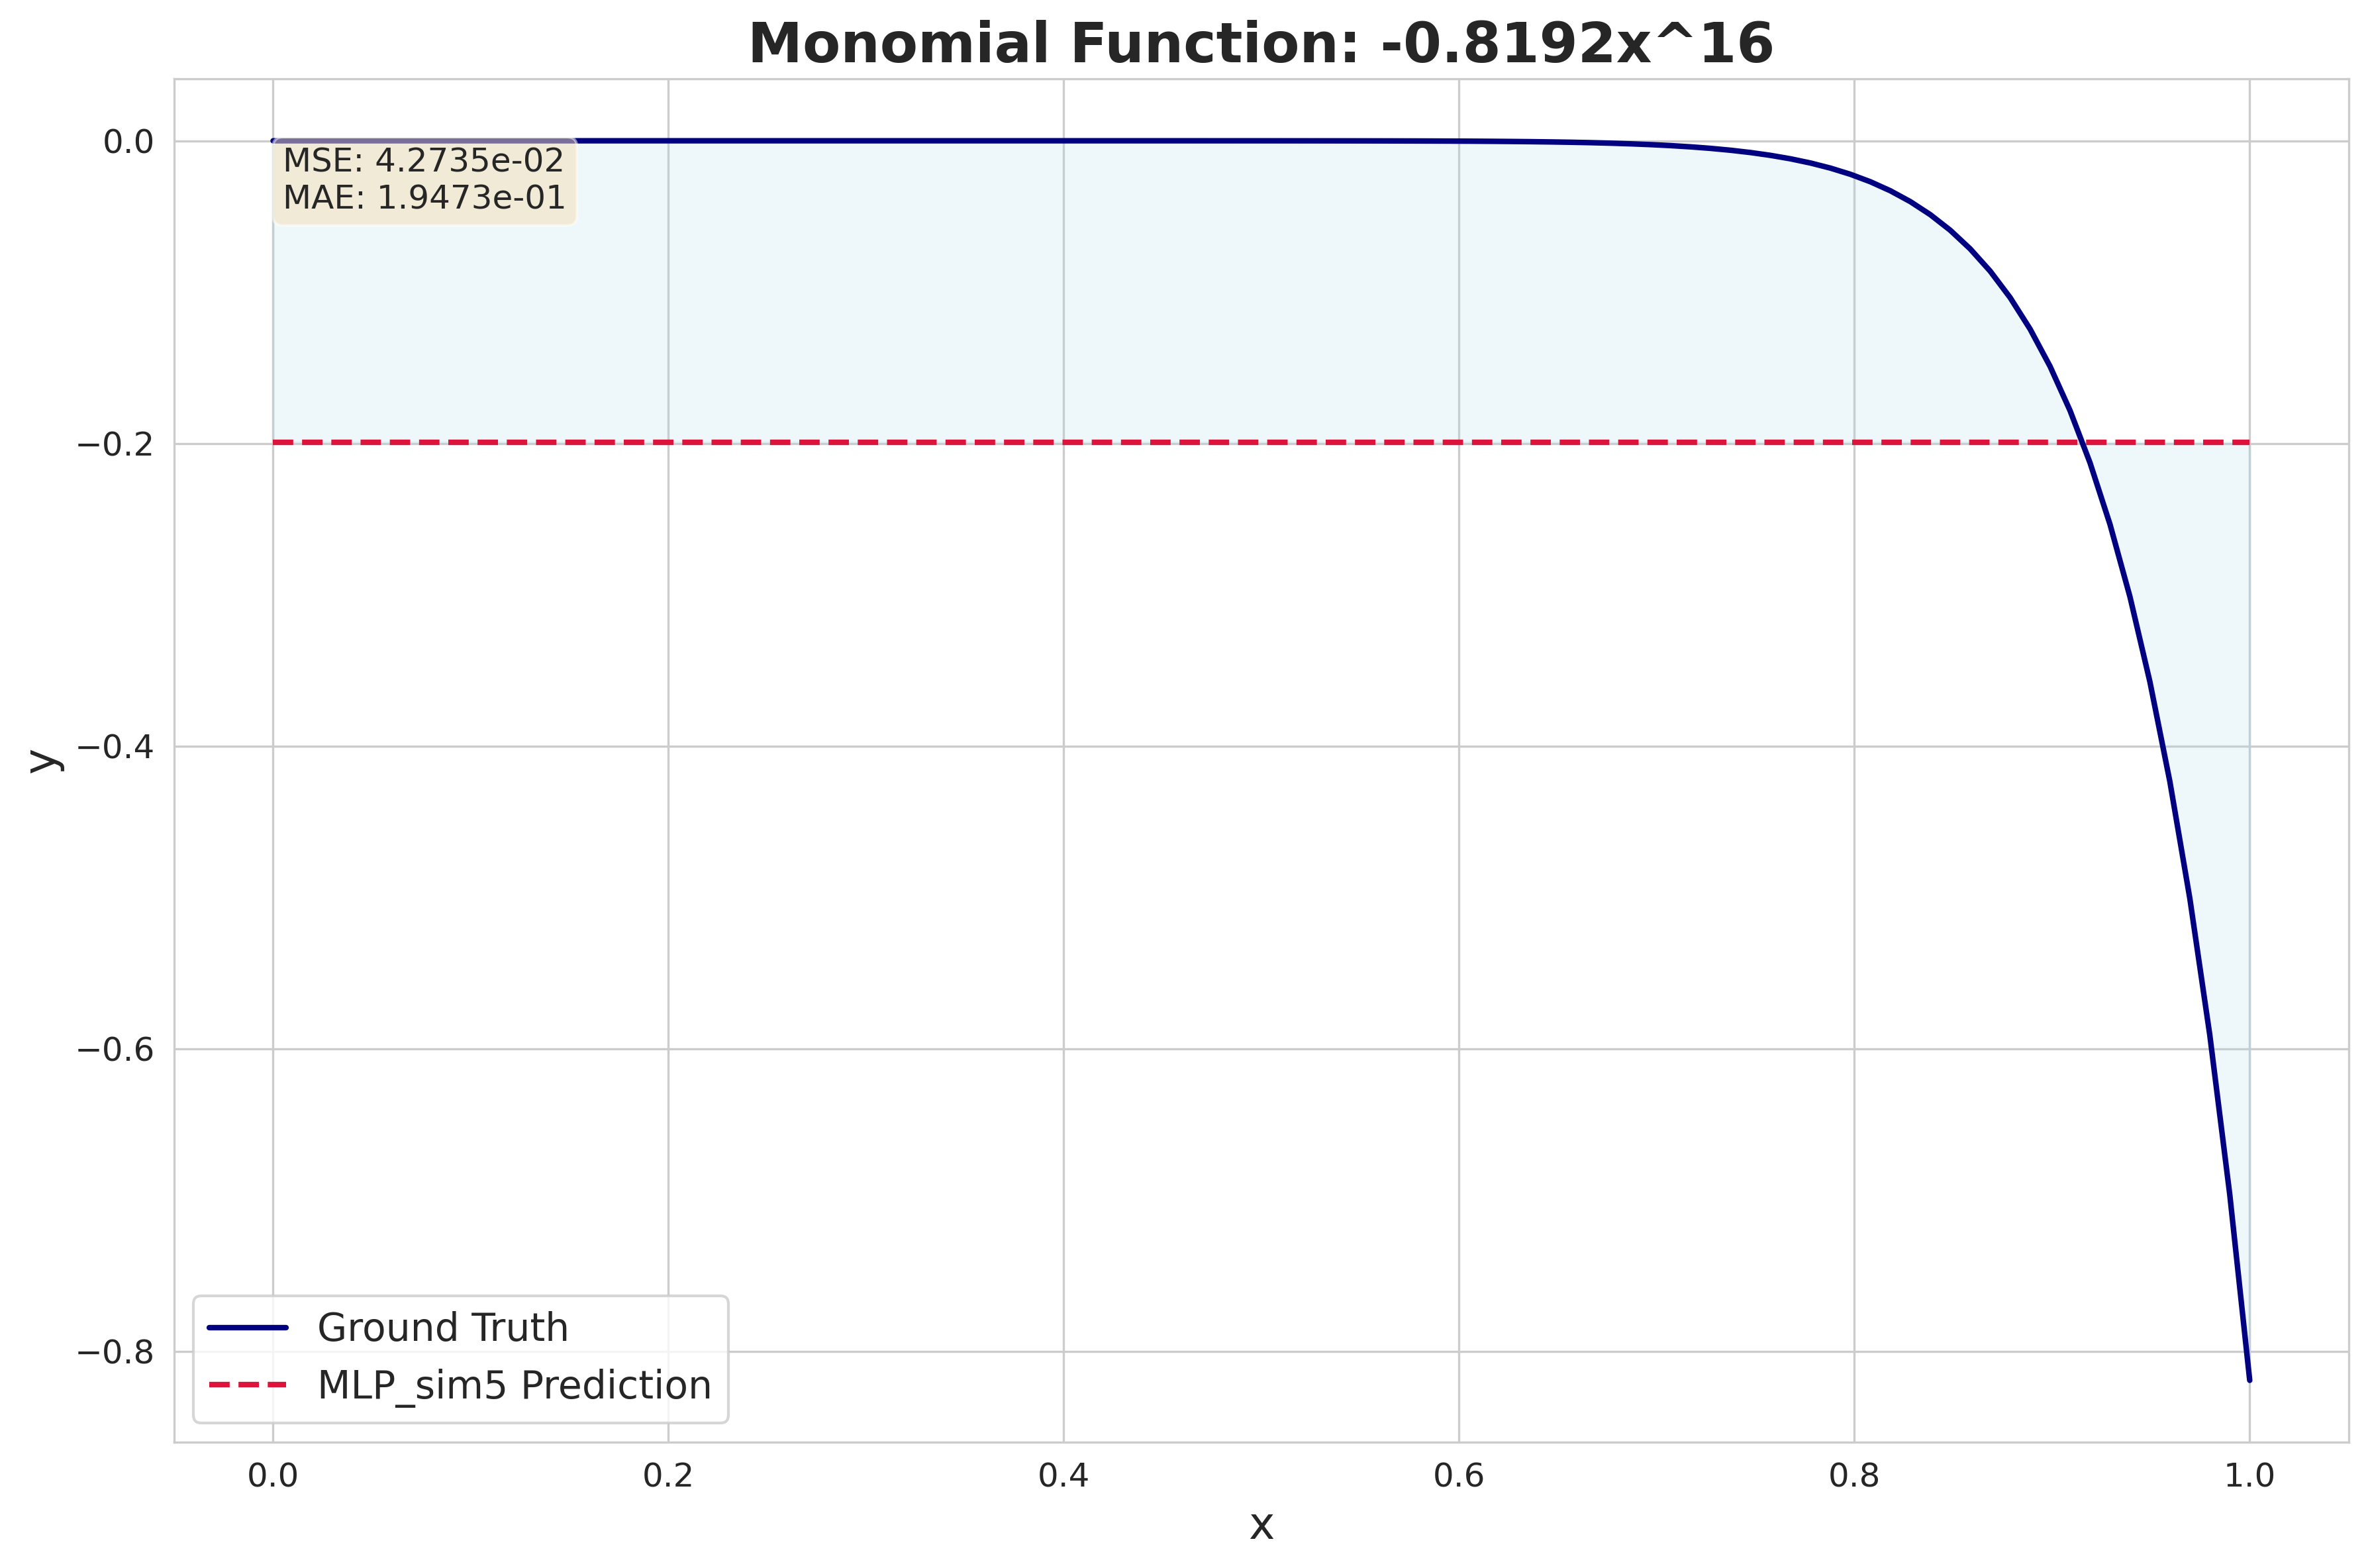 Monomial Function: -0.8192x^16
0.0
MSE: 4.2735e-02
MAE: 1.9473e-01
−0.2
−0.4
y
−0.6
−0.8
Ground Truth
MLP_sim5 Prediction
0.0 0.2 0.4 0.6 0.8 1.0
x